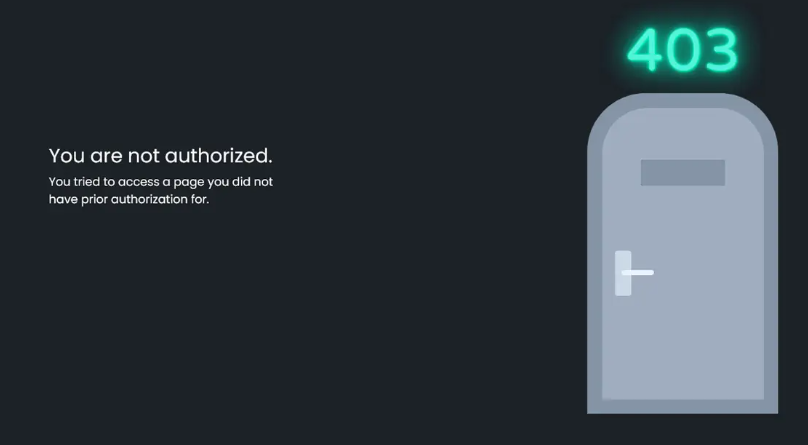 403
You are not authorized.
You tried to access a page you did not
have prior authorization for.